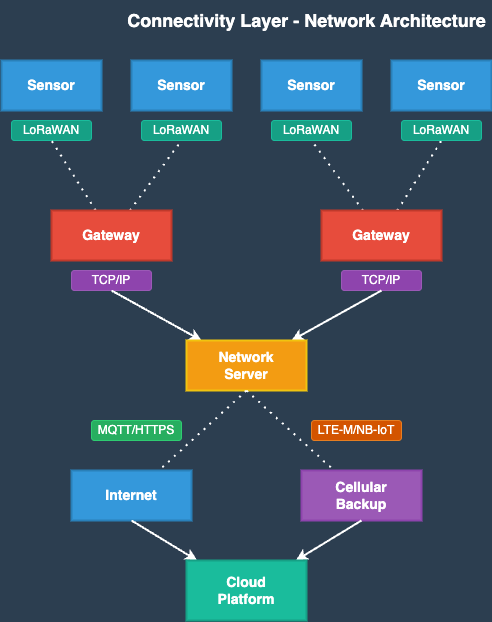 Connectivity Layer - Network Architecture
Sensor
Sensor
Sensor
Sensor
LoRaWAN
LoRaWAN
LoRaWAN
LoRaWAN
Gateway
Gateway
TCP/IP
TCP/IP
Network
Server
MQTT/HTTPS
LTE-M/NB-IoT
Internet
Cellular
Backup
Cloud
Platform